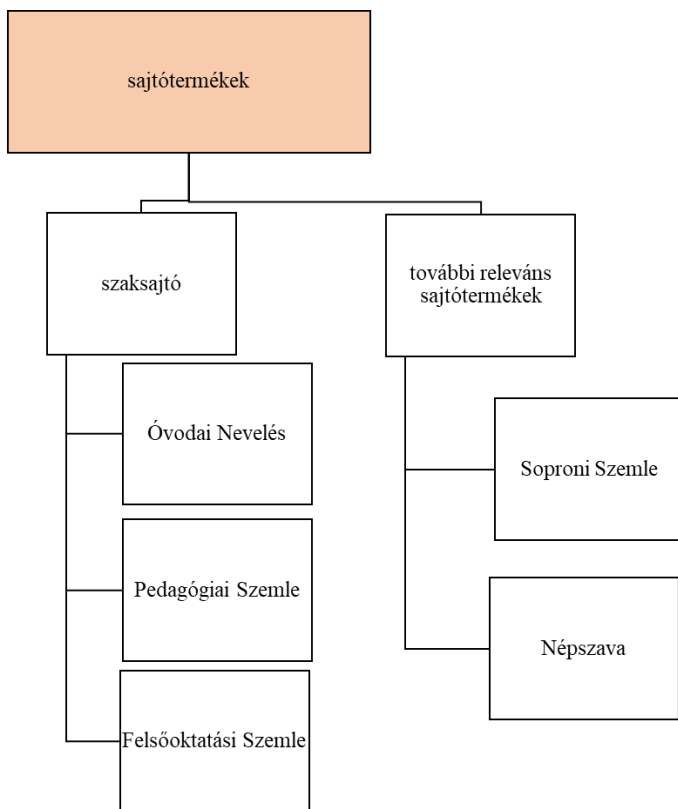 sajtótermékek
szaksajtó
további releváns
sajtótermékek
Óvodai Nevelés
Pedagógiai Szemle
Felsőoktatási Szemle
Soproni Szemle
Népszava